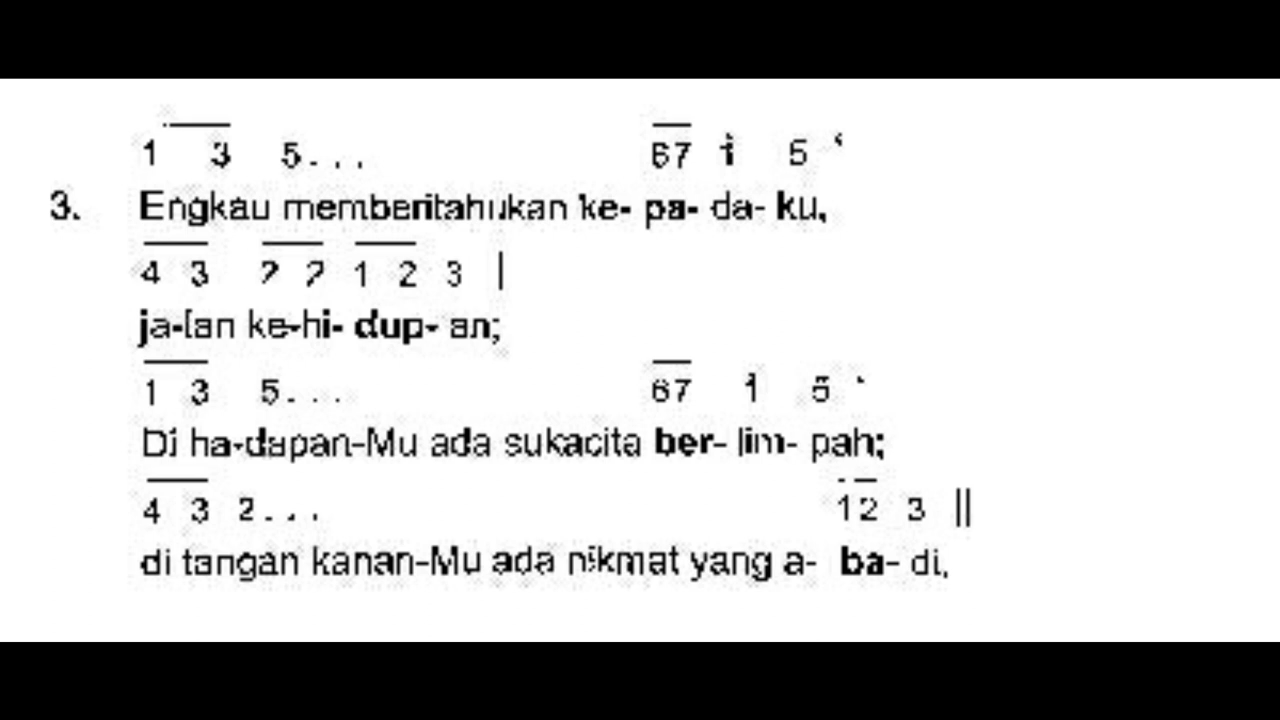 1 3 5 . . . 67 1̇ 5 ‘
3. Engkau memberitahukan ke- pa- da- ku,
4 3 2 2 1 2 3 |
ja-lan ke-hi- dup- an;
1 3 5 . . . 67 1̇ 5 ‘
Di ha-dapan-Mu ada sukacita ber- lim- pah;
4 3 2 . . . 12 3 ||
di tangan kanan-Mu ada nikmat yang a- ba- di.